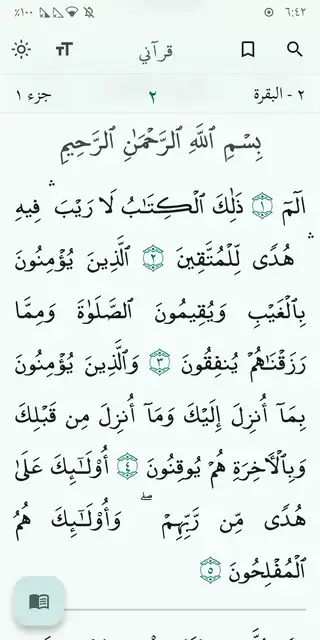 ٪١٠٠ ٦:٤٢
قرآني
٢ - البقرة ٢ جزء ١
بِسْمِ ٱللَّهِ ٱلرَّحْمَٰنِ ٱلرَّحِيمِ
الٓمٓ ١ ذَٰلِكَ ٱلْكِتَٰبُ لَا رَيْبَ ۛ فِيهِ ۛ
هُدًى لِّلْمُتَّقِينَ ٢ ٱلَّذِينَ يُؤْمِنُونَ
بِٱلْغَيْبِ وَيُقِيمُونَ ٱلصَّلَوٰةَ وَمِمَّا
رَزَقْنَٰهُمْ يُنفِقُونَ ٣ وَٱلَّذِينَ يُؤْمِنُونَ
بِمَآ أُنزِلَ إِلَيْكَ وَمَآ أُنزِلَ مِن قَبْلِكَ
وَبِٱلْءَاخِرَةِ هُمْ يُوقِنُونَ ٤ أُو۟لَٰٓئِكَ عَلَىٰ
هُدًى مِّن رَّبِّهِمْ ۖ وَأُو۟لَٰٓئِكَ هُمُ
ٱلْمُفْلِحُونَ ٥